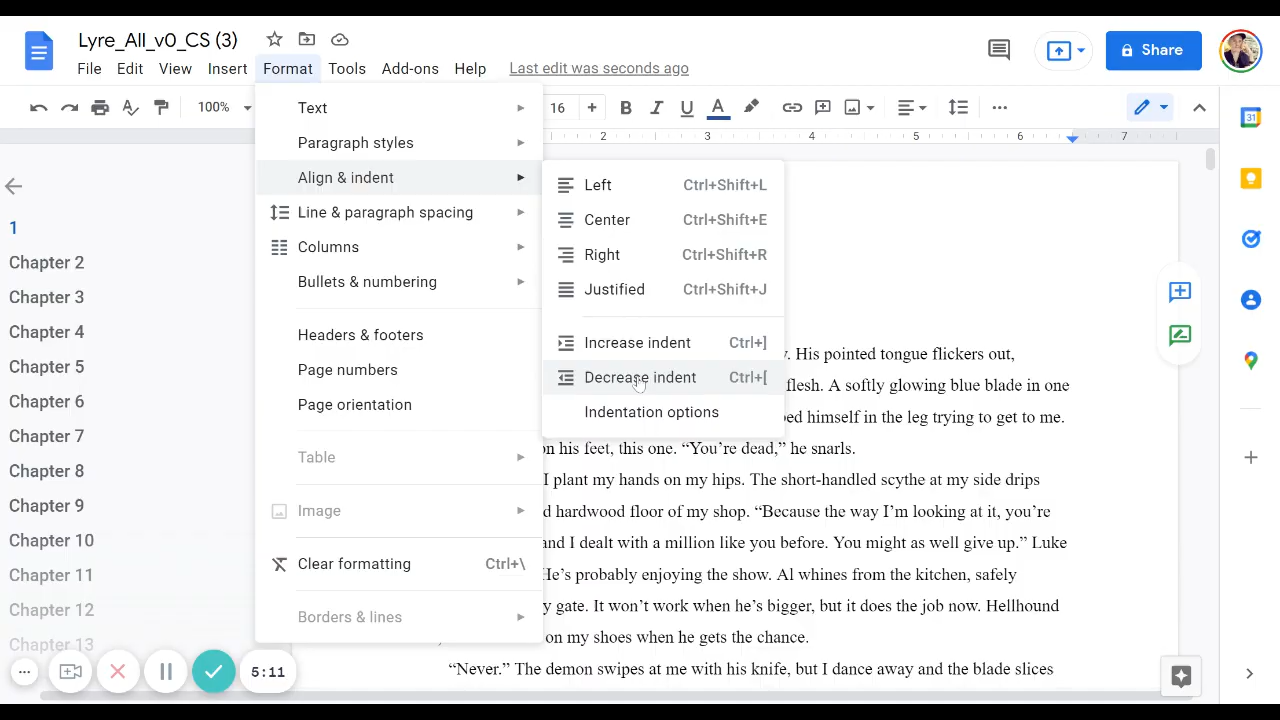 Lyre_All_v0_CS (3)
File Edit View Insert Format Tools Add-ons Help Last edit was seconds ago
Share
100% 16
31
2 3 4 5 6 7
Text
Paragraph styles
Align & indent
Line & paragraph spacing
Columns
Bullets & numbering
Headers & footers
Page numbers
Page orientation
Table
Image
Clear formatting Ctrl+\
Borders & lines
Left Ctrl+Shift+L
Center Ctrl+Shift+E
Right Ctrl+Shift+R
Justified Ctrl+Shift+J
Increase indent Ctrl+]
Decrease indent Ctrl+[
Indentation options
1
Chapter 2
Chapter 3
Chapter 4
Chapter 5
Chapter 6
Chapter 7
Chapter 8
Chapter 9
Chapter 10
Chapter 11
Chapter 12
Chapter 13
His pointed tongue flickers out,
flesh. A softly glowing blue blade in one
himself in the leg trying to get to me.
on his feet, this one. “You’re dead,” he snarls.
I plant my hands on my hips. The short-handled scythe at my side drips
hardwood floor of my shop. “Because the way I’m looking at it, you’re
and I dealt with a million like you before. You might as well give up.” Luke
He’s probably enjoying the show. Al whines from the kitchen, safely
gate. It won’t work when he’s bigger, but it does the job now. Hellhound
on my shoes when he gets the chance.
“Never.” The demon swipes at me with his knife, but I dance away and the blade slices
5:11